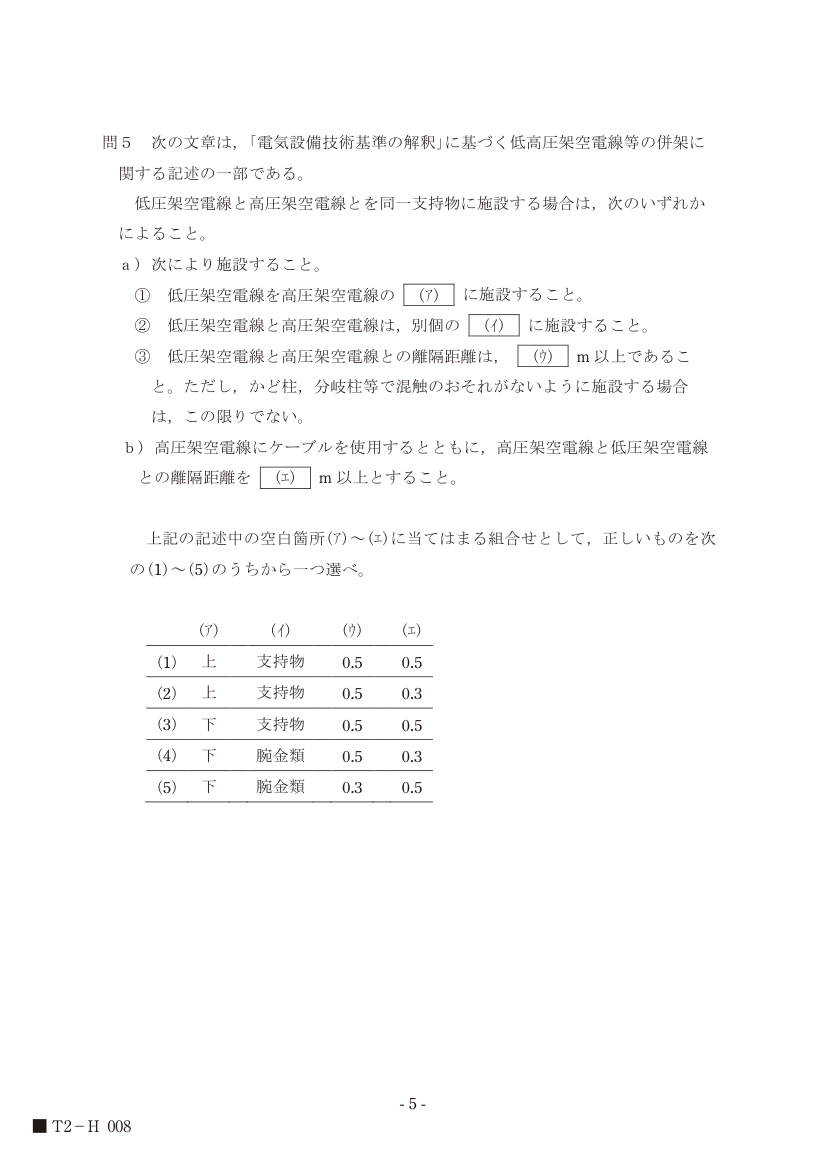 問５　次の文章は，「電気設備技術基準の解釈」に基づく低高圧架空電線等の併架に
関する記述の一部である。
低圧架空電線と高圧架空電線とを同一支持物に施設する場合は，次のいずれか
によること。
ａ）次により施設すること。
①　低圧架空電線を高圧架空電線の (ｱ) に施設すること。
②　低圧架空電線と高圧架空電線は，別個の (ｲ) に施設すること。
③　低圧架空電線と高圧架空電線との離隔距離は， (ｳ) m 以上であるこ
と。ただし，かど柱，分岐柱等で混触のおそれがないように施設する場合
は，この限りでない。
ｂ）高圧架空電線にケーブルを使用するとともに，高圧架空電線と低圧架空電線
との離隔距離を (ｴ) m 以上とすること。
上記の記述中の空白箇所(ｱ)～(ｴ)に当てはまる組合せとして，正しいものを次
の(1)～(5)のうちから一つ選べ。
(ｱ) (ｲ) (ｳ) (ｴ)
(1) 上 支持物 0.5 0.5
(2) 上 支持物 0.5 0.3
(3) 下 支持物 0.5 0.5
(4) 下 腕金類 0.5 0.3
(5) 下 腕金類 0.3 0.5
- 5 -
■ T2－H 008